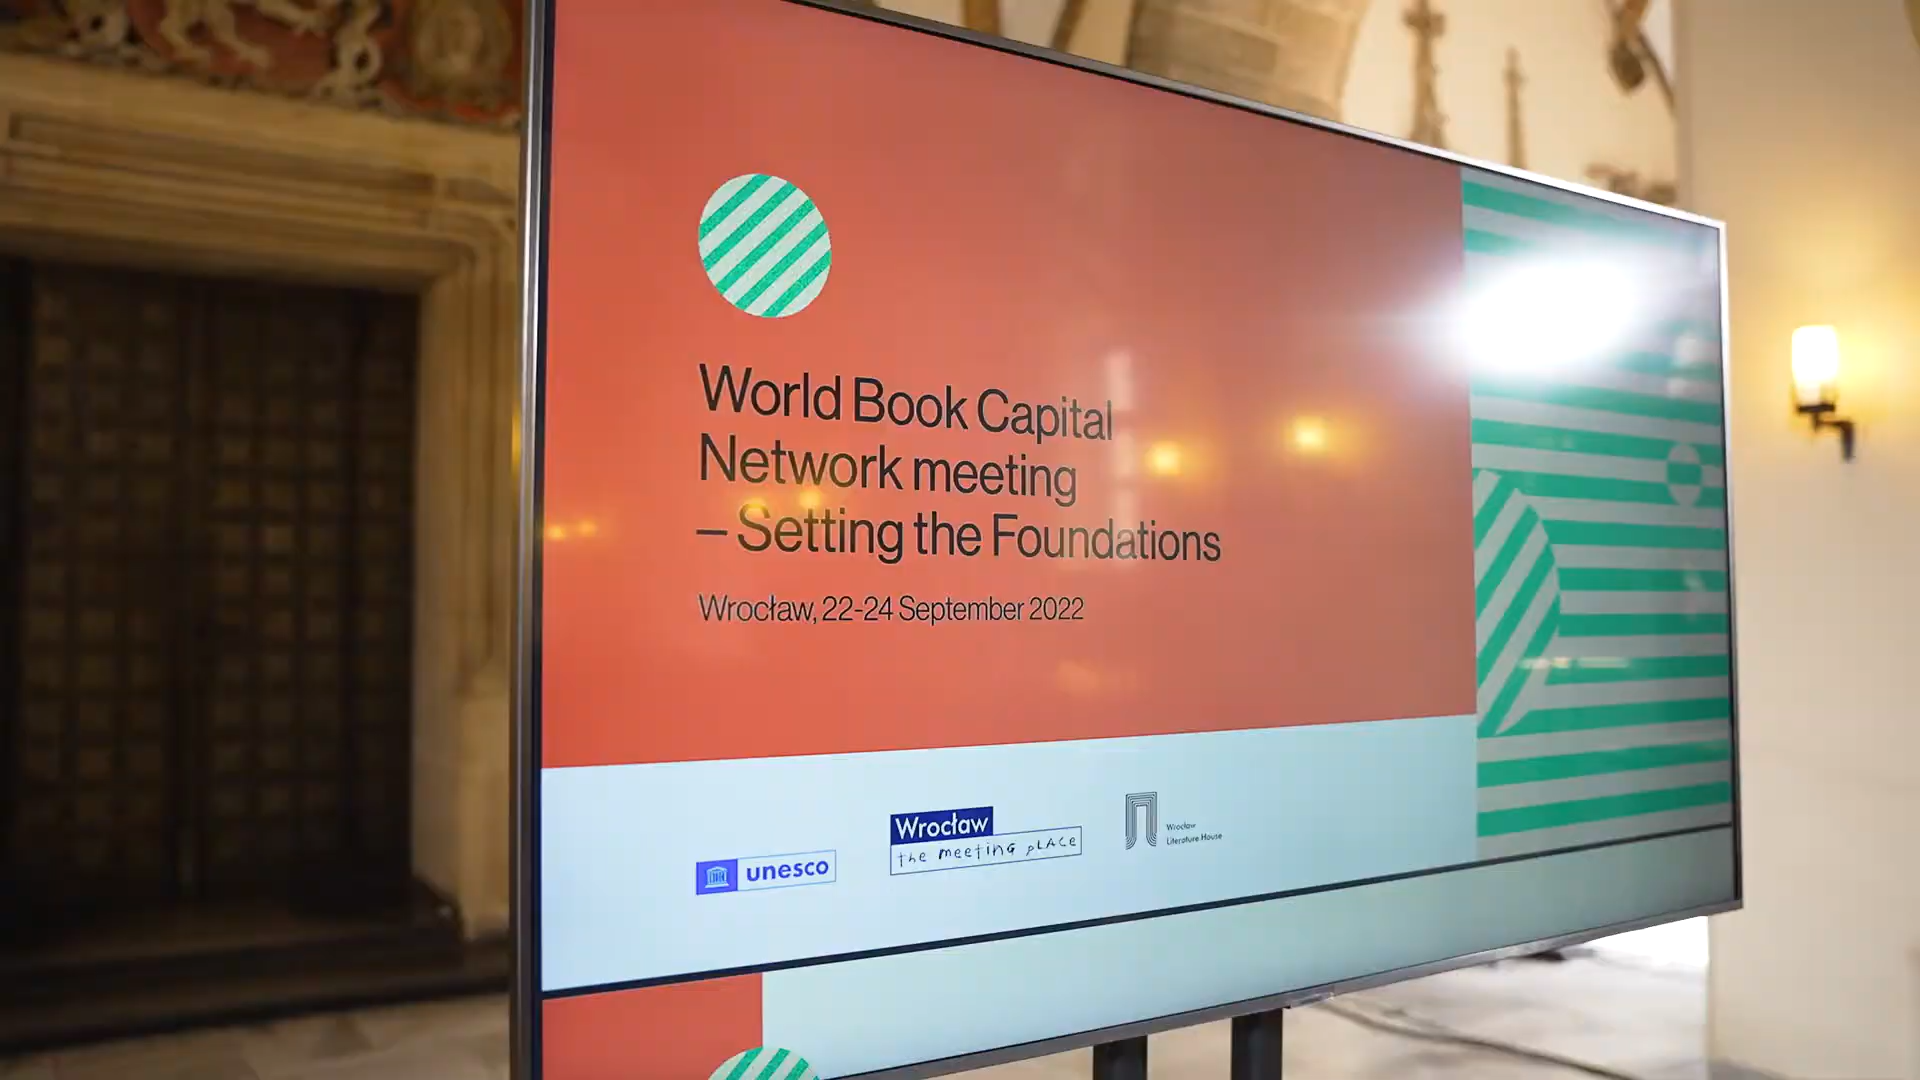 World Book Capital
Network meeting
– Setting the Foundations
Wrocław, 22-24 September 2022
unesco
Wrocław
the meeting pLACe
Wrocław
Literature House